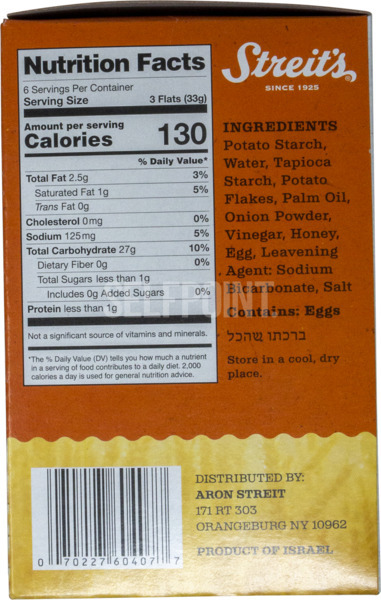 Nutrition Facts
6 Servings Per Container
Serving Size 3 Flats (33g)
Amount per serving
Calories 130
% Daily Value*
Total Fat 2.5g 3%
Saturated Fat 1g 5%
Trans Fat 0g
Cholesterol 0mg 0%
Sodium 125mg 5%
Total Carbohydrate 27g 10%
Dietary Fiber 0g 0%
Total Sugars less than 1g
Includes 0g Added Sugars 0%
Protein less than 1g
Not a significant source of vitamins and minerals.
*The % Daily Value (DV) tells you how much a nutrient
in a serving of food contributes to a daily diet. 2,000
calories a day is used for general nutrition advice.
Streit's®
SINCE 1925
INGREDIENTS
Potato Starch,
Water, Tapioca
Starch, Potato
Flakes, Palm Oil,
Onion Powder,
Vinegar, Honey,
Egg, Leavening
Agent: Sodium
Bicarbonate, Salt
Contains: Eggs
ברכתו שהכל
Store in a cool, dry
place.
DISTRIBUTED BY:
ARON STREIT
171 RT 303
ORANGEBURG NY 10962
PRODUCT OF ISRAEL
0 70227 60407 7